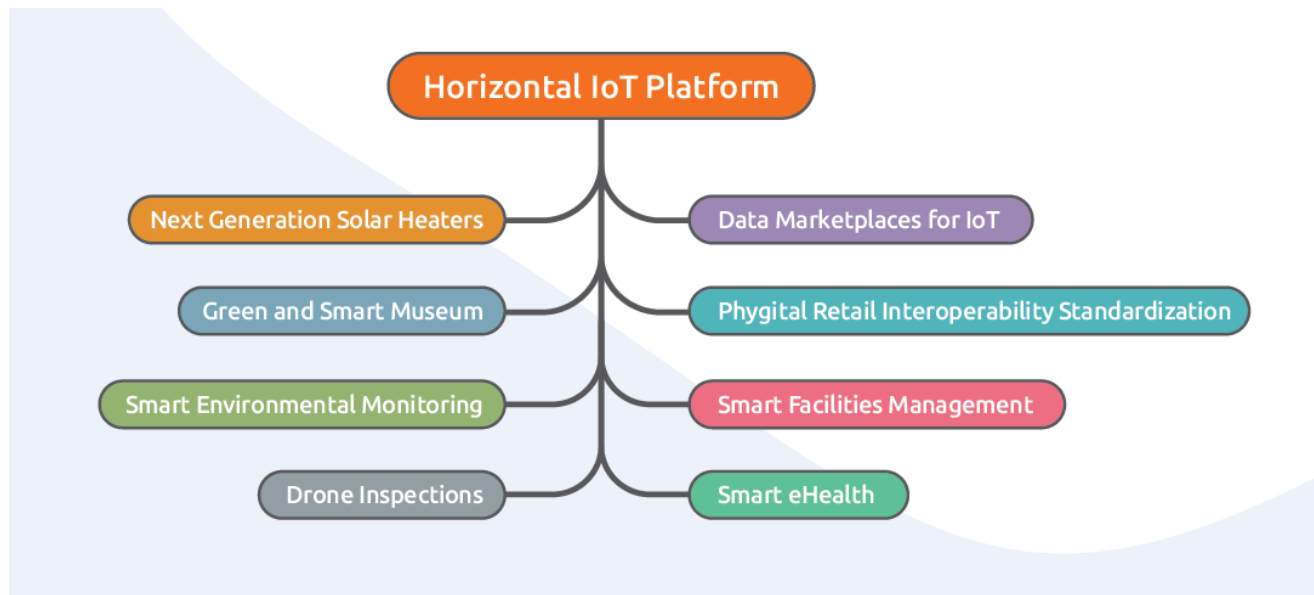 Horizontal IoT Platform
Next Generation Solar Heaters
Data Marketplaces for IoT
Green and Smart Museum
Phygital Retail Interoperability Standardization
Smart Environmental Monitoring
Smart Facilities Management
Drone Inspections
Smart eHealth